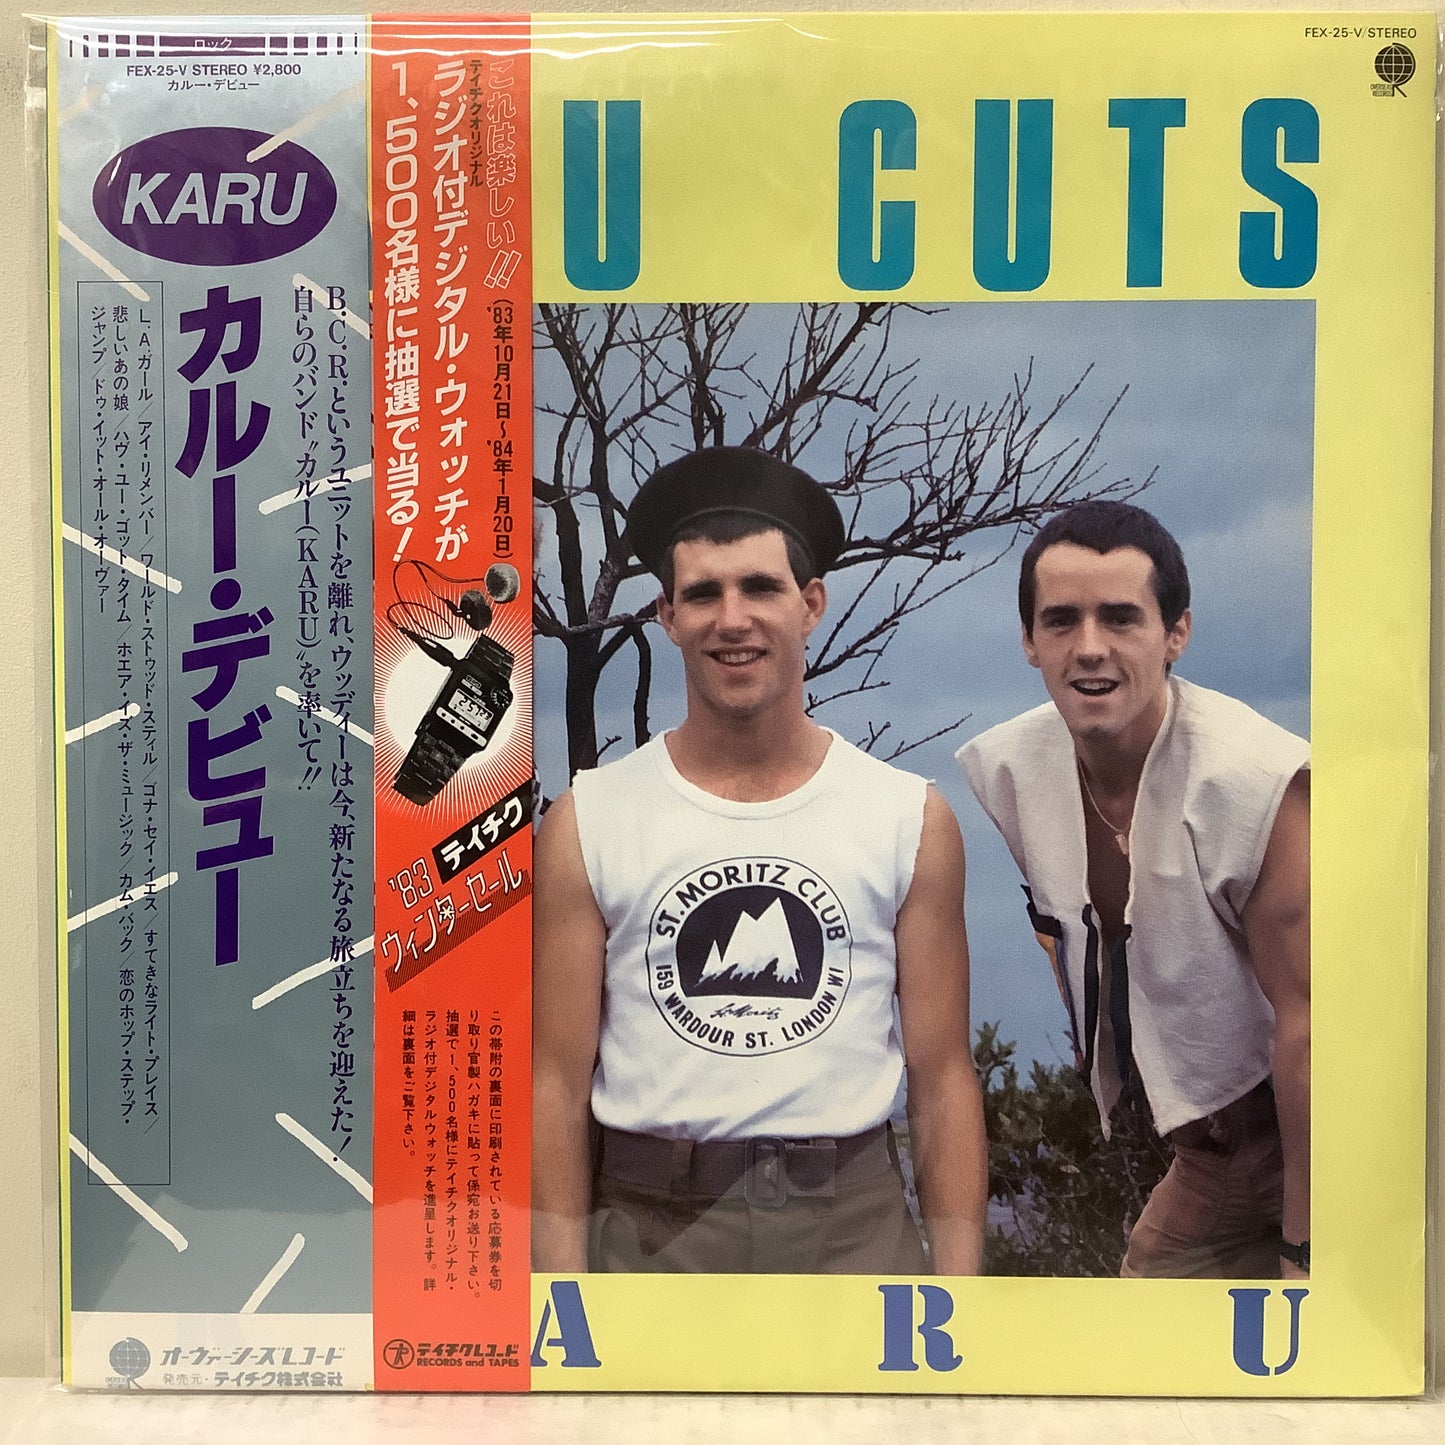 ロック
FEX-25-V STEREO ¥2,800
カルー・デビュー
KARU
カルー・デビュー
B.C.R.というユニットを離れ、ウッディーは今、新たなる旅立ちを迎えた!
自らのバンド“カルー(KARU)”を率いて!!
L.A.ガール/アイ・リメンバー/ワールド・ストゥッド・スティル/ゴナ・セイ・イエス/すてきなライト・プレイス/
悲しいあの娘/ハヴ・ユー・ゴット・タイム/ホエア・イズ・ザ・ミュージック/カム・バック/恋のホップ・ステップ・
ジャンプ/ドゥ・イット・オール・オーヴァー
オーヴァーシーズレコード
発売元・テイチク株式会社
これは楽しい!!
('83年10月21日〜'84年1月20日)
テイチクオリジナル
ラジオ付デジタル・ウォッチが
1,500名様に抽選で当る!
テイチク
'83
ウィンターセール
この帯附の裏面に印刷されている応募券を切
り取り官製ハガキに貼って係宛お送り下さい。
抽選で1,500名様にテイチクオリジナル・
ラジオ付デジタルウォッチを進呈します。詳
細は裏面をご覧下さい。
テイチクレコード
RECORDS and TAPES
FEX-25-V/STEREO
OVERSEAS
RECORDS
U CUTS
ST. MORITZ CLUB
St. Moritz
159 WARDOUR ST. LONDON W1
ARU